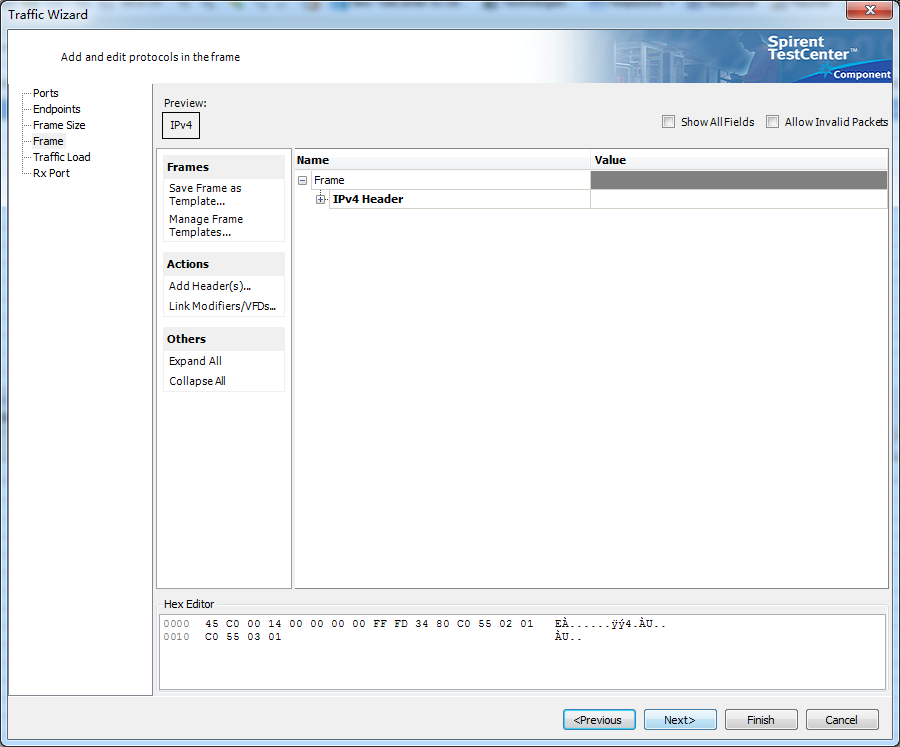 Traffic Wizard
Add and edit protocols in the frame
Spirent
TestCenter™
Component
Ports
Endpoints
Frame Size
Frame
Traffic Load
Rx Port
Preview:
IPv4
Show All Fields
Allow Invalid Packets
Frames
Save Frame as
Template...
Manage Frame
Templates...
Actions
Add Header(s)...
Link Modifiers/VFDs...
Others
Expand All
Collapse All
Name Value
Frame
IPv4 Header
Hex Editor
0000 45 C0 00 14 00 00 00 00 FF FD 34 80 C0 55 02 01 EÀ......ÿý4.ÀU..
0010 C0 55 03 01 ÀU..
<Previous
Next>
Finish
Cancel